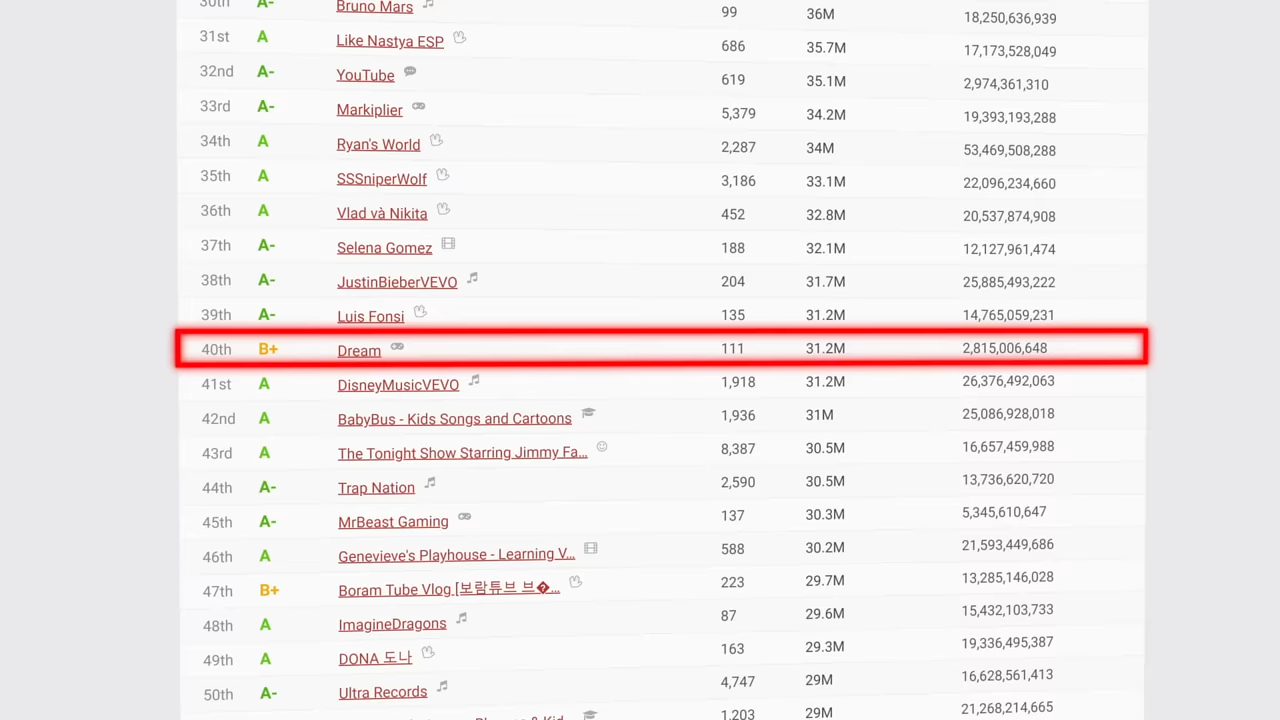 30th A- Bruno Mars 99 36M 18,250,636,939
31st A Like Nastya ESP 686 35.7M 17,173,528,049
32nd A- YouTube 619 35.1M 2,974,361,310
33rd A- Markiplier 5,379 34.2M 19,393,193,288
34th A Ryan's World 2,287 34M 53,469,508,288
35th A SSSniperWolf 3,186 33.1M 22,096,234,660
36th A Vlad và Nikita 452 32.8M 20,537,874,908
37th A- Selena Gomez 188 32.1M 12,127,961,474
38th A- JustinBieberVEVO 204 31.7M 25,885,493,222
39th A- Luis Fonsi 135 31.2M 14,765,059,231
40th B+ Dream 111 31.2M 2,815,006,648
41st A DisneyMusicVEVO 1,918 31.2M 26,376,492,063
42nd A BabyBus - Kids Songs and Cartoons 1,936 31M 25,086,928,018
43rd A The Tonight Show Starring Jimmy Fa... 8,387 30.5M 16,657,459,988
44th A- Trap Nation 2,590 30.5M 13,736,620,720
45th A- MrBeast Gaming 137 30.3M 5,345,610,647
46th A Genevieve's Playhouse - Learning V... 588 30.2M 21,593,449,686
47th B+ Boram Tube Vlog [보람튜브 브�... 223 29.7M 13,285,146,028
48th A ImagineDragons 87 29.6M 15,432,103,733
49th A DONA 도나 163 29.3M 19,336,495,387
50th A- Ultra Records 4,747 29M 16,628,561,413
1,203 29M 21,268,214,665